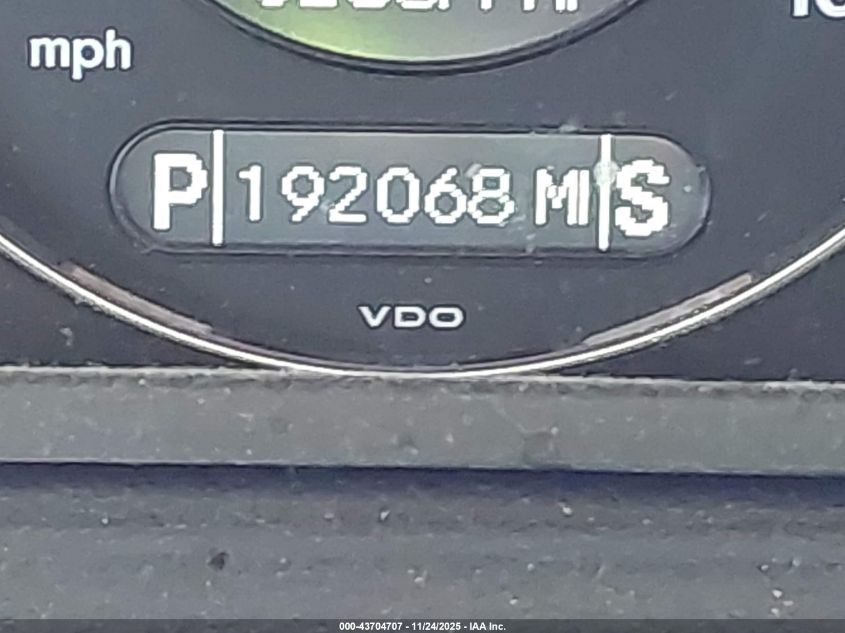 mph
P 192068 MI S
VDO
000-43704707 - 11/24/2025 - IAA Inc.